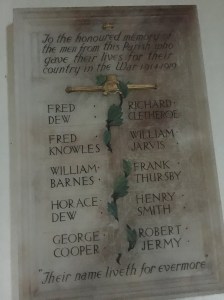 To the honoured memory of
the men from this Parish who
gave their lives for their
country in the War 1914-1919.
FRED
DEW
FRED
KNOWLES
WILLIAM
BARNES
HORACE
DEW
GEORGE
COOPER
RICHARD
CLETHEROE
WILLIAM
JARVIS
FRANK
THURSBY
HENRY
SMITH
ROBERT
JERMY
"Their name liveth for evermore"